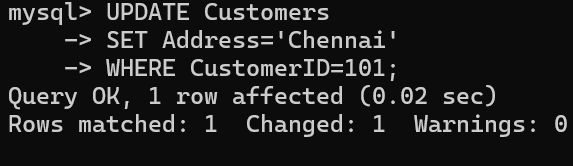 mysql> UPDATE Customers
    -> SET Address='Chennai'
    -> WHERE CustomerID=101;
Query OK, 1 row affected (0.02 sec)
Rows matched: 1  Changed: 1  Warnings: 0